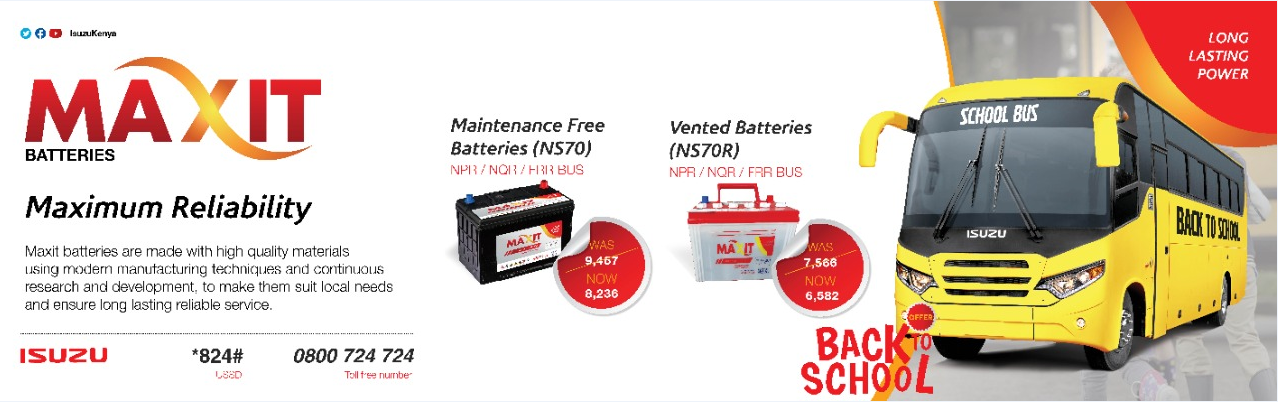 IsuzuKenya
MAXIT
BATTERIES
Maximum Reliability
Maxit batteries are made with high quality materials
using modern manufacturing techniques and continuous
research and development, to make them suit local needs
and ensure long lasting reliable service.
ISUZU
*824#
USSD
0800 724 724
Toll free number
Maintenance Free
Batteries (NS70)
NPR / NQR / FRR BUS
MAXIT
WAS
9,467
NOW
8,236
Vented Batteries
(NS70R)
NPR / NQR / FRR BUS
MAXIT
WAS
7,566
NOW
6,582
LONG
LASTING
POWER
SCHOOL BUS
ISUZU
BACK TO SCHOOL
OFFER
BACK TO
SCHOOL